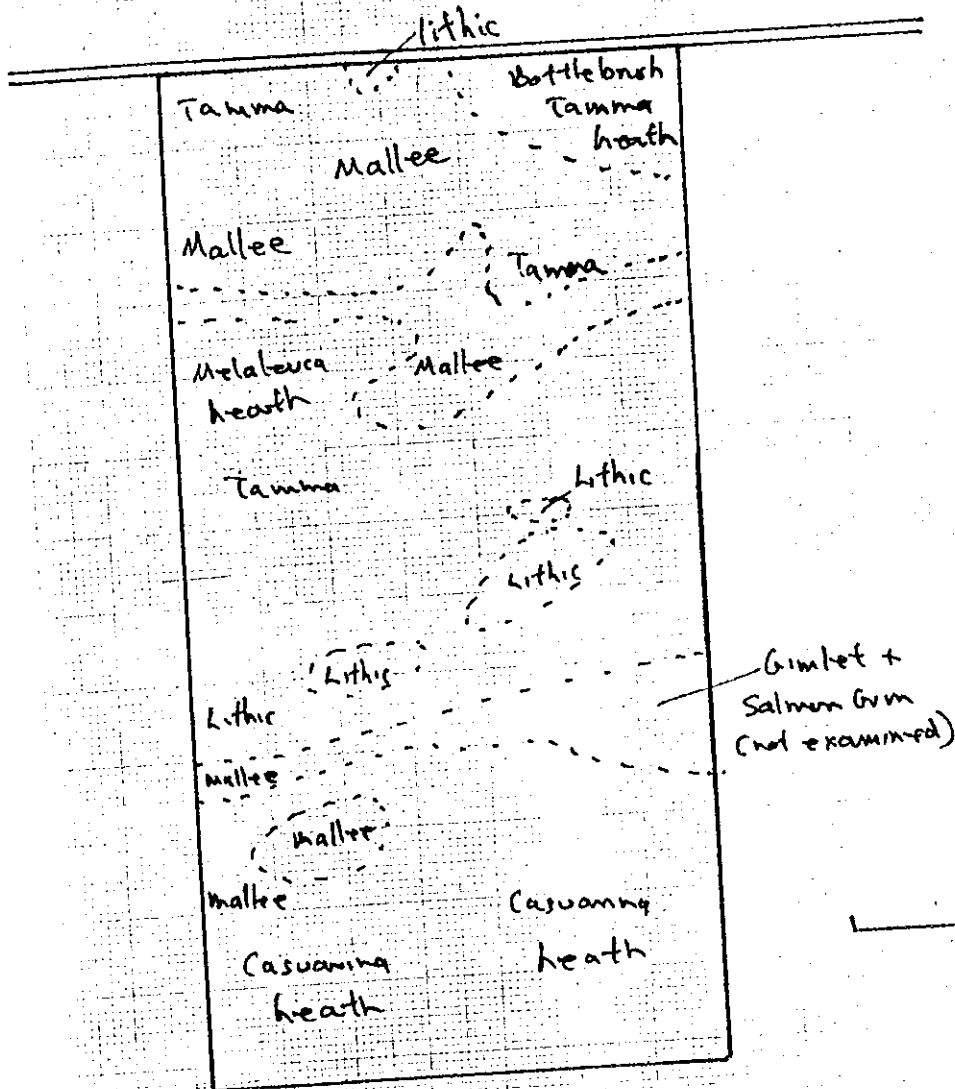 lithic
Tamma
Bottlebrush
Tamma
heath
Mallee
Mallee
Tamma
Melaleuca
heath
Mallee
Tamma
Lithic
Lithic
Lithic
Lithic
Gimlet +
Salmon Gum
(not examined)
mallee
mallee
mallee
Casuarina
heath
Casuarina
heath